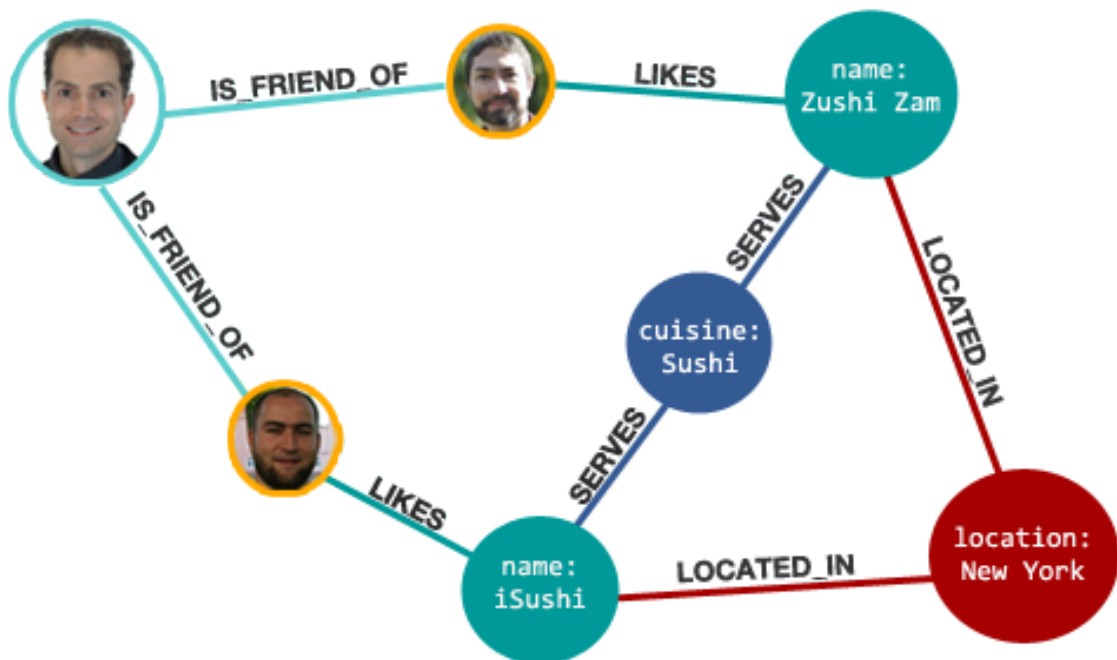 IS_FRIEND_OF
LIKES
name:
Zushi Zam
IS_FRIEND_OF
SERVES
LOCATED_IN
cuisine:
Sushi
SERVES
LIKES
name:
iSushi
LOCATED_IN
location:
New York